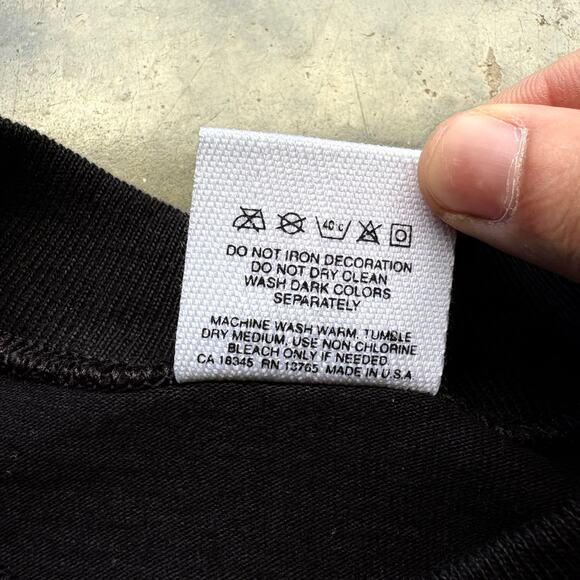 40°c
DO NOT IRON DECORATION
DO NOT DRY CLEAN
WASH DARK COLORS
SEPARATELY
MACHINE WASH WARM, TUMBLE
DRY MEDIUM, USE NON CHLORINE
BLEACH ONLY IF NEEDED
CA 18345 RN 13765 MADE IN U.S.A